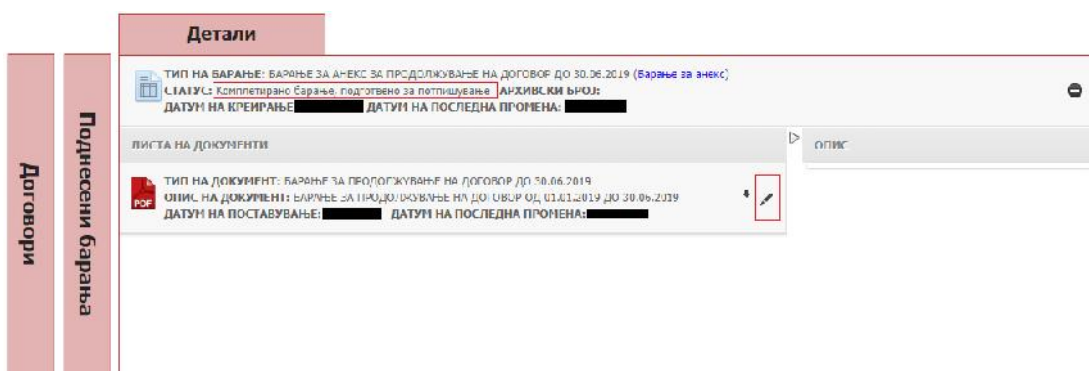 Детали
Договори
Поднесени барања
ТИП НА БАРАЊЕ: БАРАЊЕ ЗА АНЕКС ЗА ПРОДОЛЖУВАЊЕ НА ДОГОВОР ДО 30.06.2019 (Барање за анекс)
СТАТУС: Комплетирано барање, подготвено за потпишување АРХИВСКИ БРОЈ:
ДАТУМ НА КРЕИРАЊЕ ДАТУМ НА ПОСЛЕДНА ПРОМЕНА:
ЛИСТА НА ДОКУМЕНТИ
ОПИС
PDF
ТИП НА ДОКУМЕНТ: БАРАЊЕ ЗА ПРОДОЛЖУВАЊЕ НА ДОГОВОР ДО 30.06.2019
ОПИС НА ДОКУМЕНТ: БАРАЊЕ ЗА ПРОДОЛЖУВАЊЕ НА ДОГОВОР ОД 01.01.2019 ДО 30.06.2019
ДАТУМ НА ПОСТАВУВАЊЕ: ДАТУМ НА ПОСЛЕДНА ПРОМЕНА: